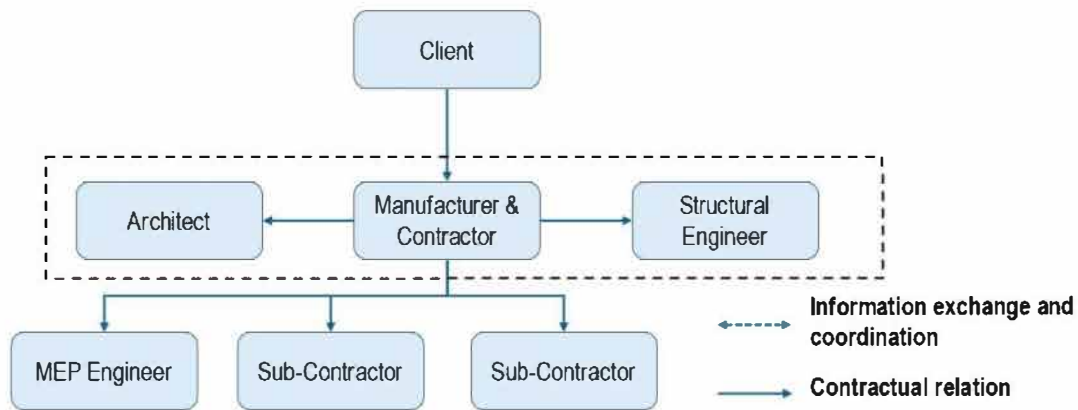 Client
Architect
Manufacturer &
Contractor
Structural
Engineer
MEP Engineer
Sub-Contractor
Sub-Contractor
Information exchange and
coordination
Contractual relation